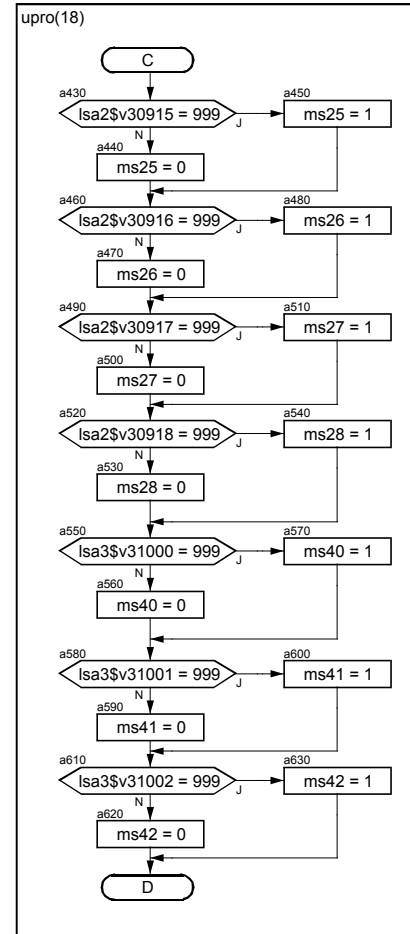 upro(18)
C
a430
lsa2$v30915 = 999
J
N
a450
ms25 = 1
a440
ms25 = 0
a460
lsa2$v30916 = 999
J
N
a480
ms26 = 1
a470
ms26 = 0
a490
lsa2$v30917 = 999
J
N
a510
ms27 = 1
a500
ms27 = 0
a520
lsa2$v30918 = 999
J
N
a540
ms28 = 1
a530
ms28 = 0
a550
lsa3$v31000 = 999
J
N
a570
ms40 = 1
a560
ms40 = 0
a580
lsa3$v31001 = 999
J
N
a600
ms41 = 1
a590
ms41 = 0
a610
lsa3$v31002 = 999
J
N
a630
ms42 = 1
a620
ms42 = 0
D